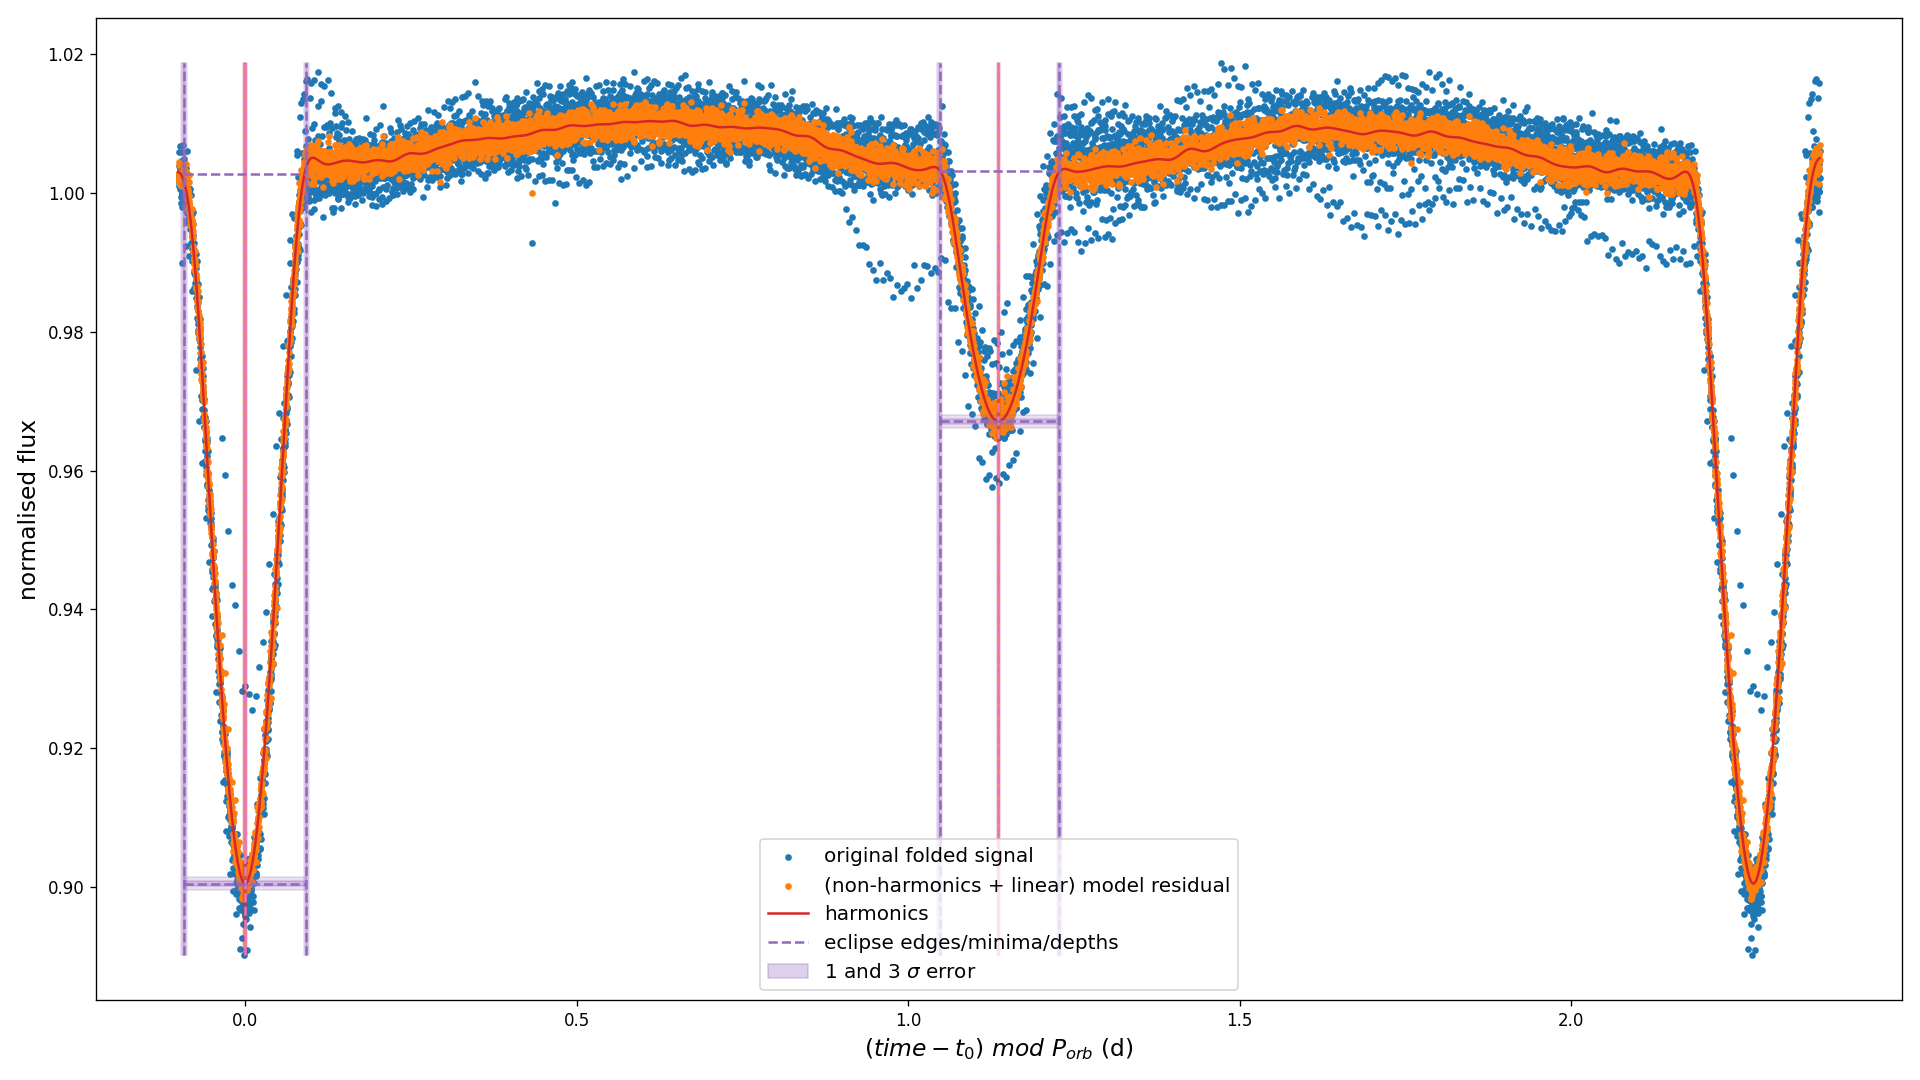 1.02
1.00
0.98
0.96
0.94
0.92
0.90
normalised flux
original folded signal
(non-harmonics + linear) model residual
harmonics
eclipse edges/minima/depths
1 and 3 σ error
0.0 0.5 1.0 1.5 2.0
(time − t₀) mod Pₒᵣᵦ (d)